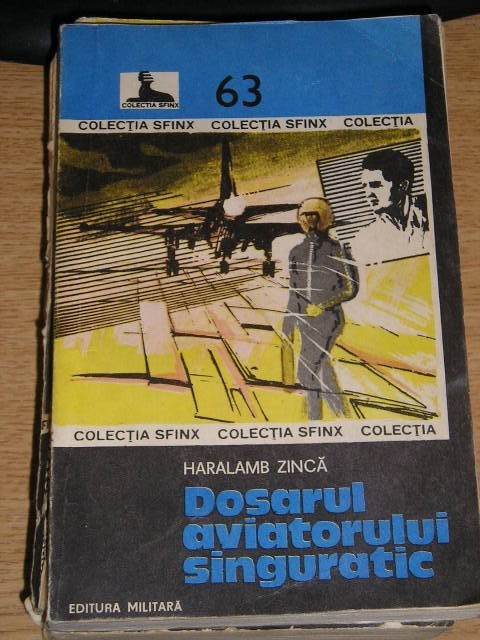 COLECTIA SFINX
63
COLECȚIA SFINX COLECȚIA SFINX COLECȚIA
COLECȚIA SFINX COLECȚIA SFINX COLECȚIA
HARALAMB ZINCĂ
Dosarul
aviatorului
singuratic
EDITURA MILITARĂ